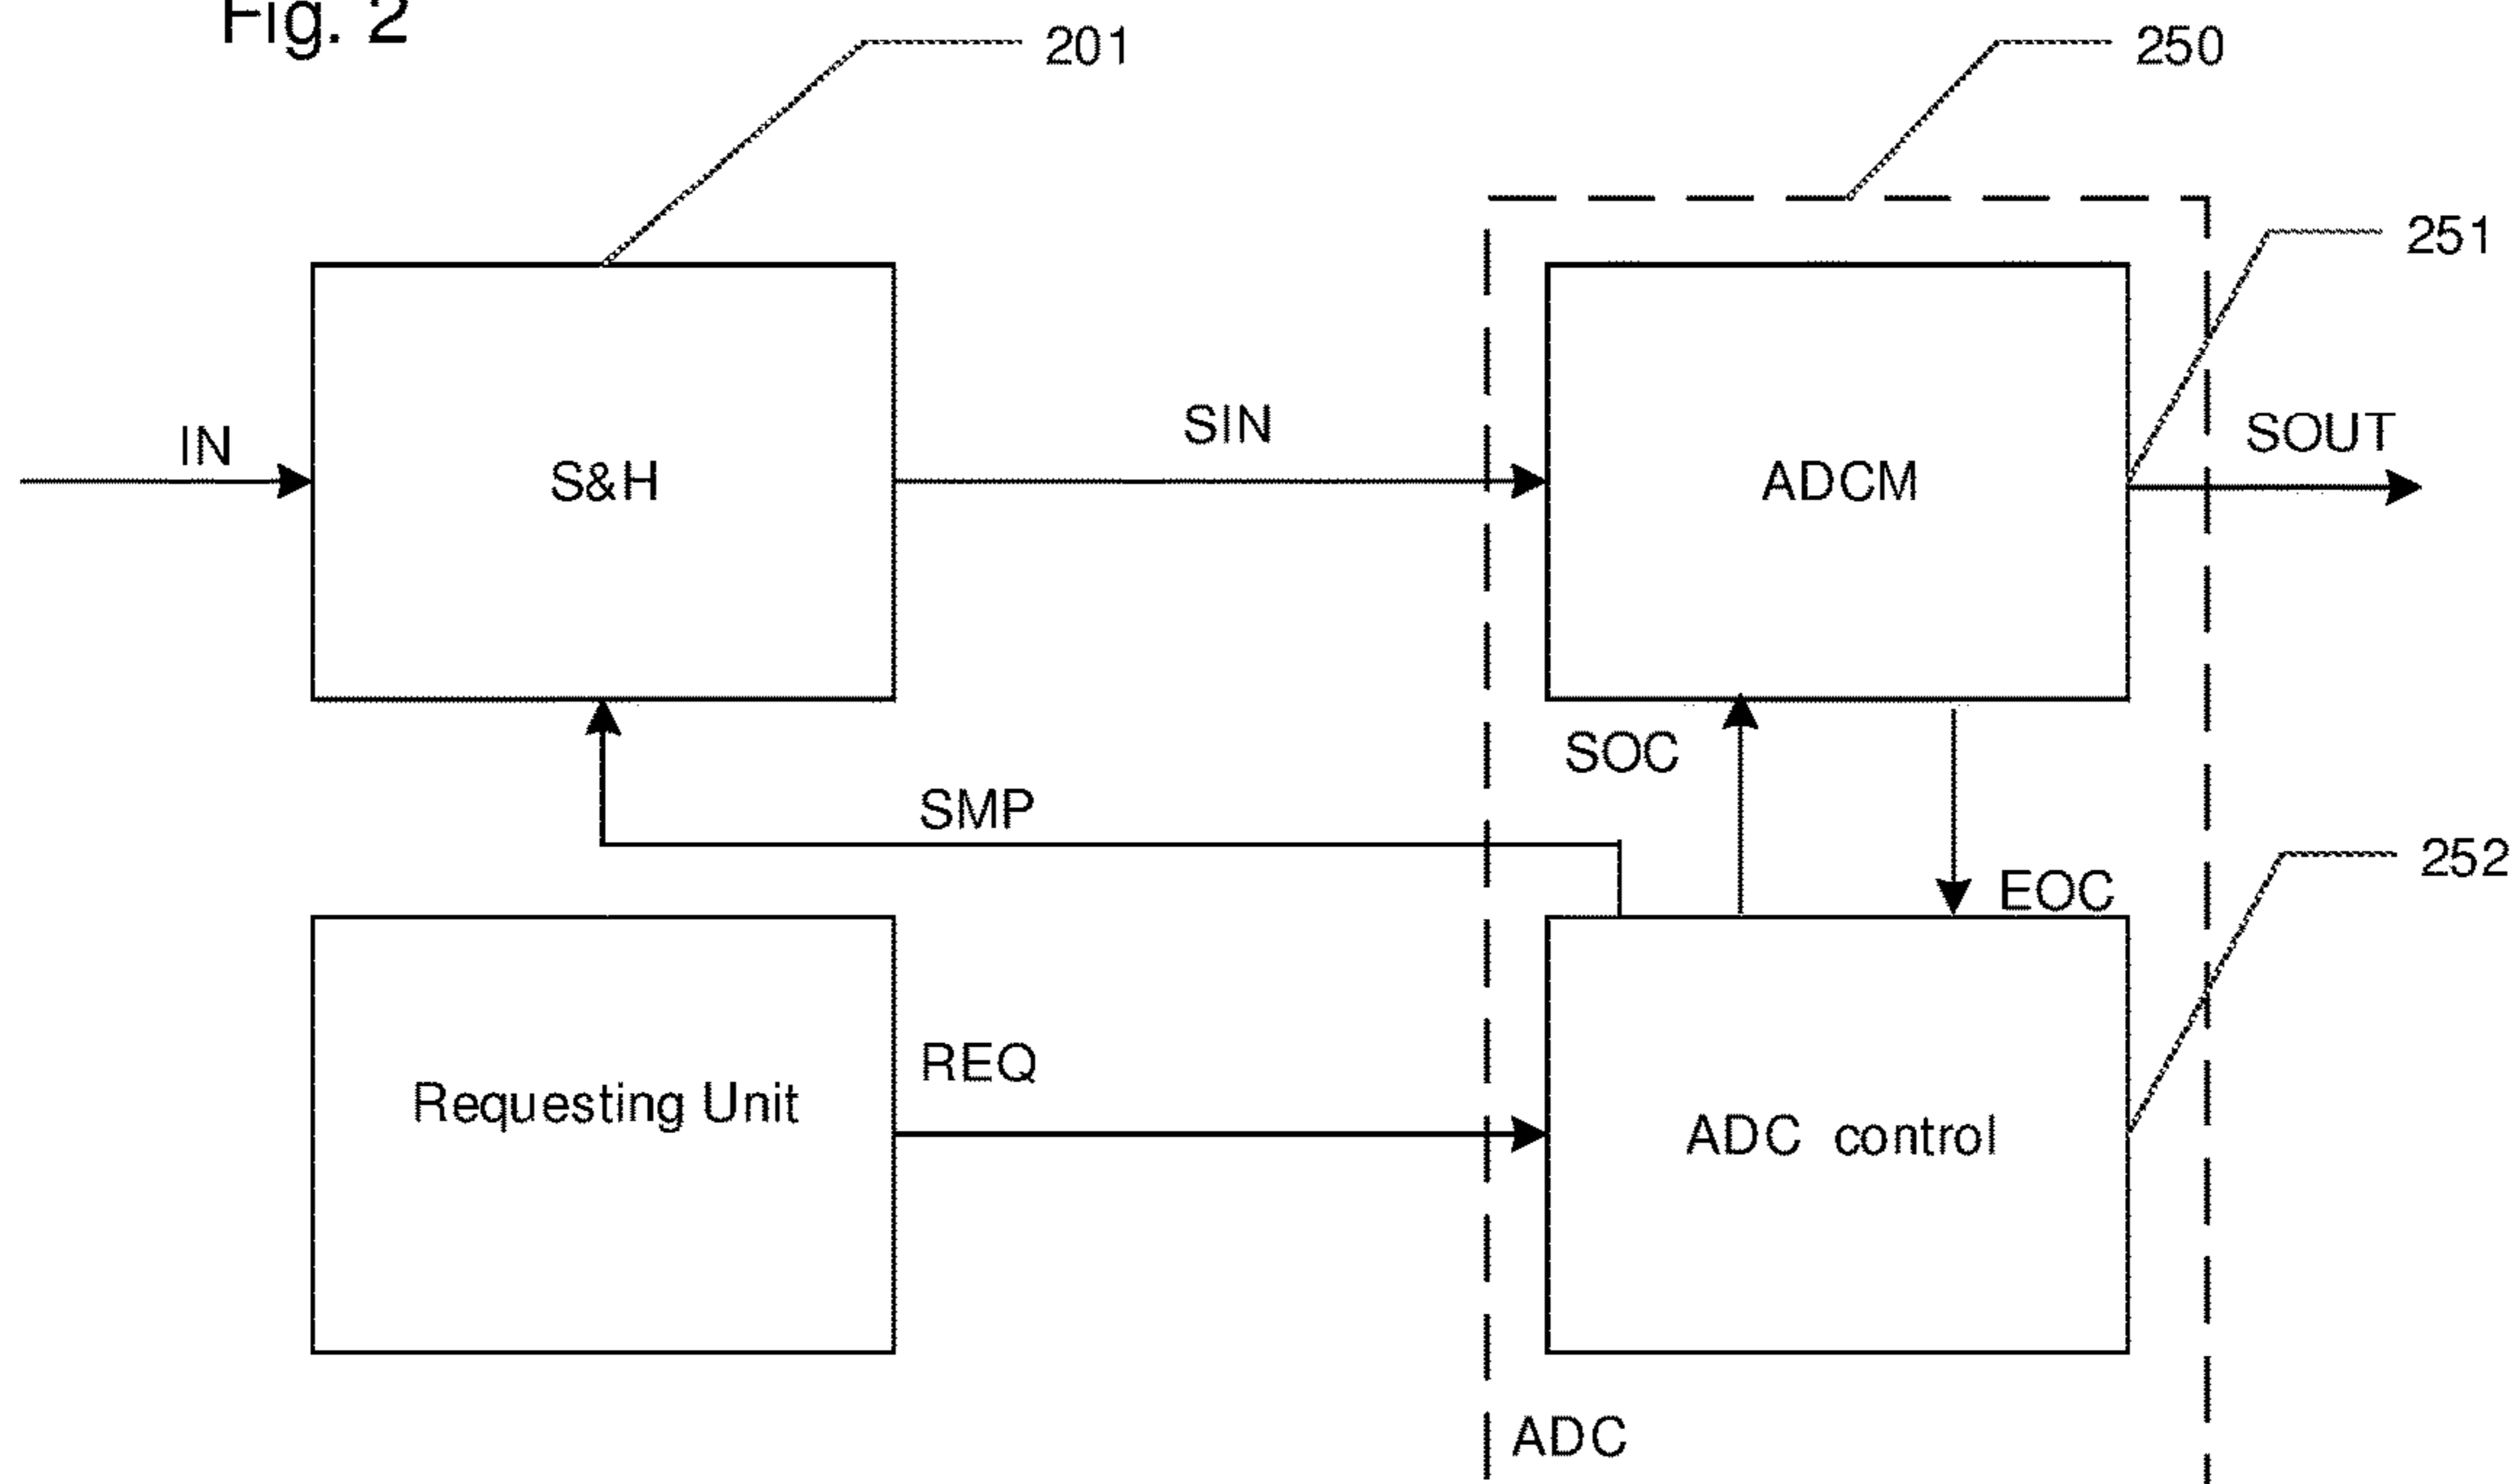 Fig. 2
201
250
251
IN
S&H
SIN
ADCM
SOUT
SOC
SMP
EOC
252
REQ
Requesting Unit
ADC control
ADC